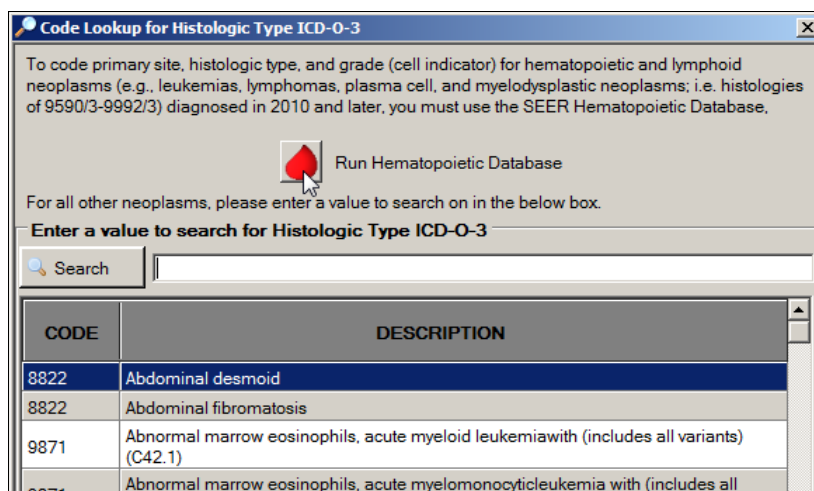 Code Lookup for Histologic Type ICD-O-3
To code primary site, histologic type, and grade (cell indicator) for hematopoietic and lymphoid
neoplasms (e.g., leukemias, lymphomas, plasma cell, and myelodysplastic neoplasms; i.e. histologies
of 9590/3-9992/3) diagnosed in 2010 and later, you must use the SEER Hematopoietic Database,
Run Hematopoietic Database
For all other neoplasms, please enter a value to search on in the below box.
Enter a value to search for Histologic Type ICD-O-3
Search
CODE DESCRIPTION
8822 Abdominal desmoid
8822 Abdominal fibromatosis
9871 Abnormal marrow eosinophils, acute myeloid leukemiawith (includes all variants)
(C42.1)
Abnormal marrow eosinophils, acute myelomonocyticleukemia with (includes all